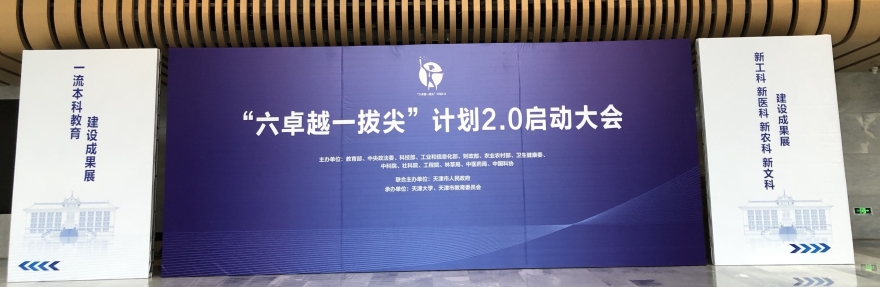 一流本科教育
建设成果展
“六卓越一拔尖”计划2.0启动大会
主办单位：教育部、中央政法委、科技部、工业和信息化部、财政部、农业农村部、卫生健康委、
中科院、社科院、工程院、林草局、中医药局、中国科协
联合主办单位：天津市人民政府
承办单位：天津大学、天津市教育委员会
新工科 新医科 新农科 新文科
建设成果展